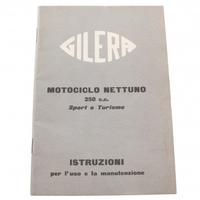 GILERA
MOTOCICLO NETTUNO
250 c.c.
Sport e Turismo
ISTRUZIONI
per l'uso e la manutenzione